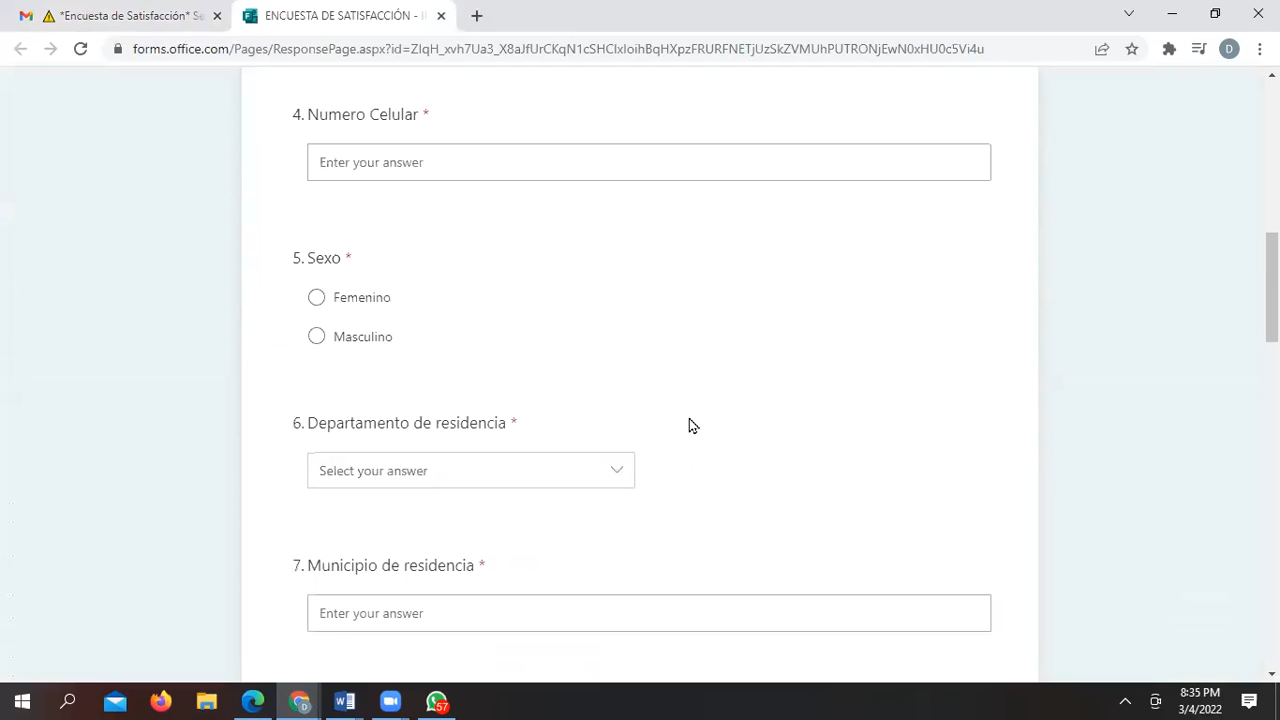 *Encuesta de Satisfacción* Se
ENCUESTA DE SATISFACCIÓN - I
forms.office.com/Pages/ResponsePage.aspx?id=ZIqH_xvh7Ua3_X8aJfUrCKqN1cSHClxIoihBqHXpzFRURFNETjUzSkZVMUhPUTRONjEwN0xHU0c5Vi4u
D
4. Numero Celular *
Enter your answer
5. Sexo *
Femenino
Masculino
6. Departamento de residencia *
Select your answer
7. Municipio de residencia *
Enter your answer
57
8:35 PM
3/4/2022